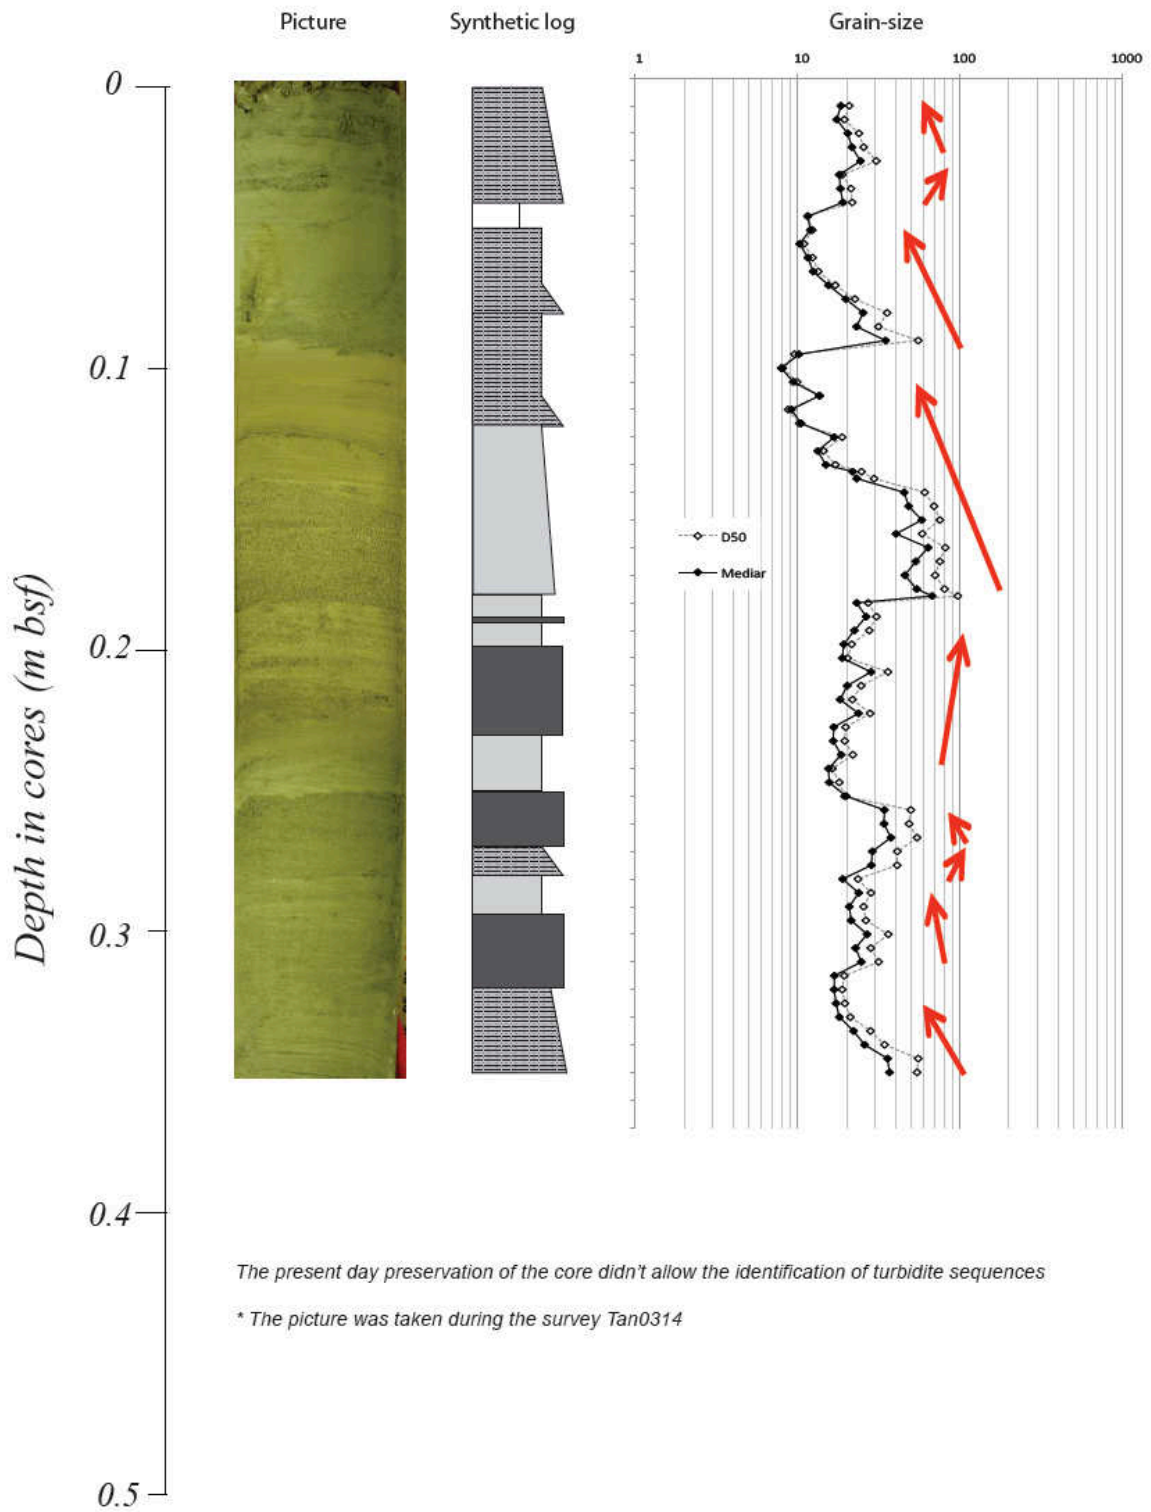 Picture
Synthetic log
Grain-size
1 10 100 1000
0
0.1
0.2
0.3
0.4
0.5
Depth in cores (m bsf)
D50
Mediar
The present day preservation of the core didn't allow the identification of turbidite sequences
* The picture was taken during the survey Tan0314